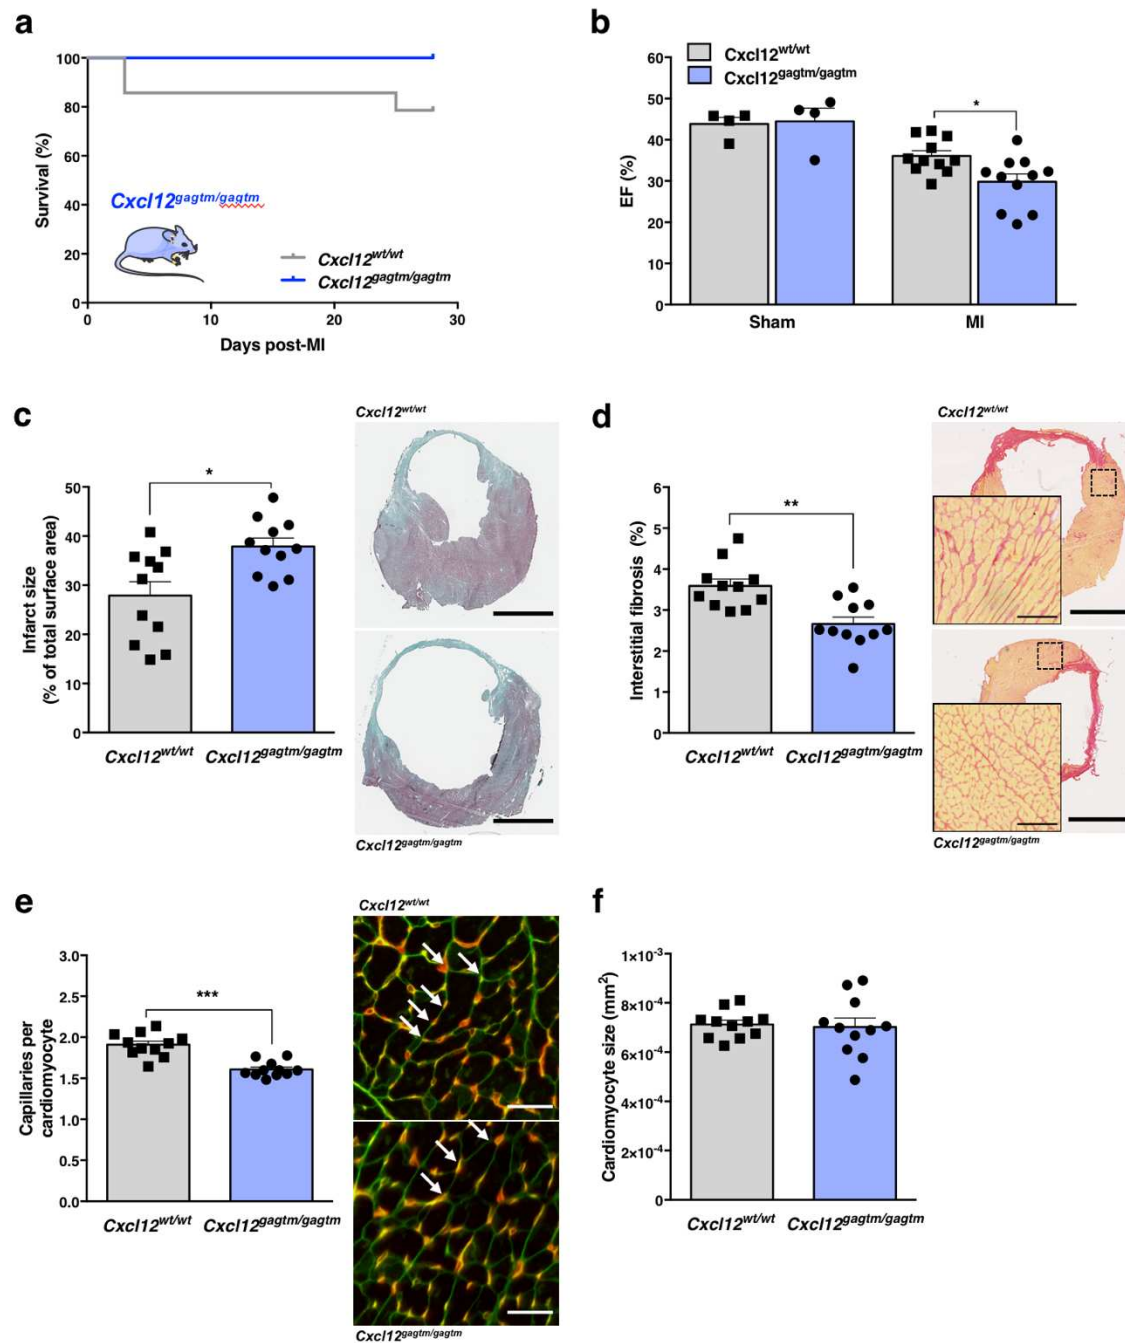 a
100
80
60
40
20
0
Survival (%)
Cxcl12gagtm/gagtm
Cxcl12wt/wt
Cxcl12gagtm/gagtm
0 10 20 30
Days post-MI
b
Cxcl12wt/wt
Cxcl12gagtm/gagtm
60
50
40
30
20
10
0
EF (%)
*
Sham MI
c
50
40
30
20
10
0
Infarct size
(% of total surface area)
*
Cxcl12wt/wt Cxcl12gagtm/gagtm
Cxcl12wt/wt
Cxcl12gagtm/gagtm
d
6
5
4
3
2
1
0
Interstitial fibrosis (%)
**
Cxcl12wt/wt Cxcl12gagtm/gagtm
Cxcl12wt/wt
Cxcl12gagtm/gagtm
e
3.0
2.5
2.0
1.5
1.0
0.5
0.0
Capillaries per
cardiomyocyte
***
Cxcl12wt/wt Cxcl12gagtm/gagtm
Cxcl12wt/wt
Cxcl12gagtm/gagtm
f
1×10-3
8×10-4
6×10-4
4×10-4
2×10-4
0
Cardiomyocyte size (mm2)
Cxcl12wt/wt Cxcl12gagtm/gagtm